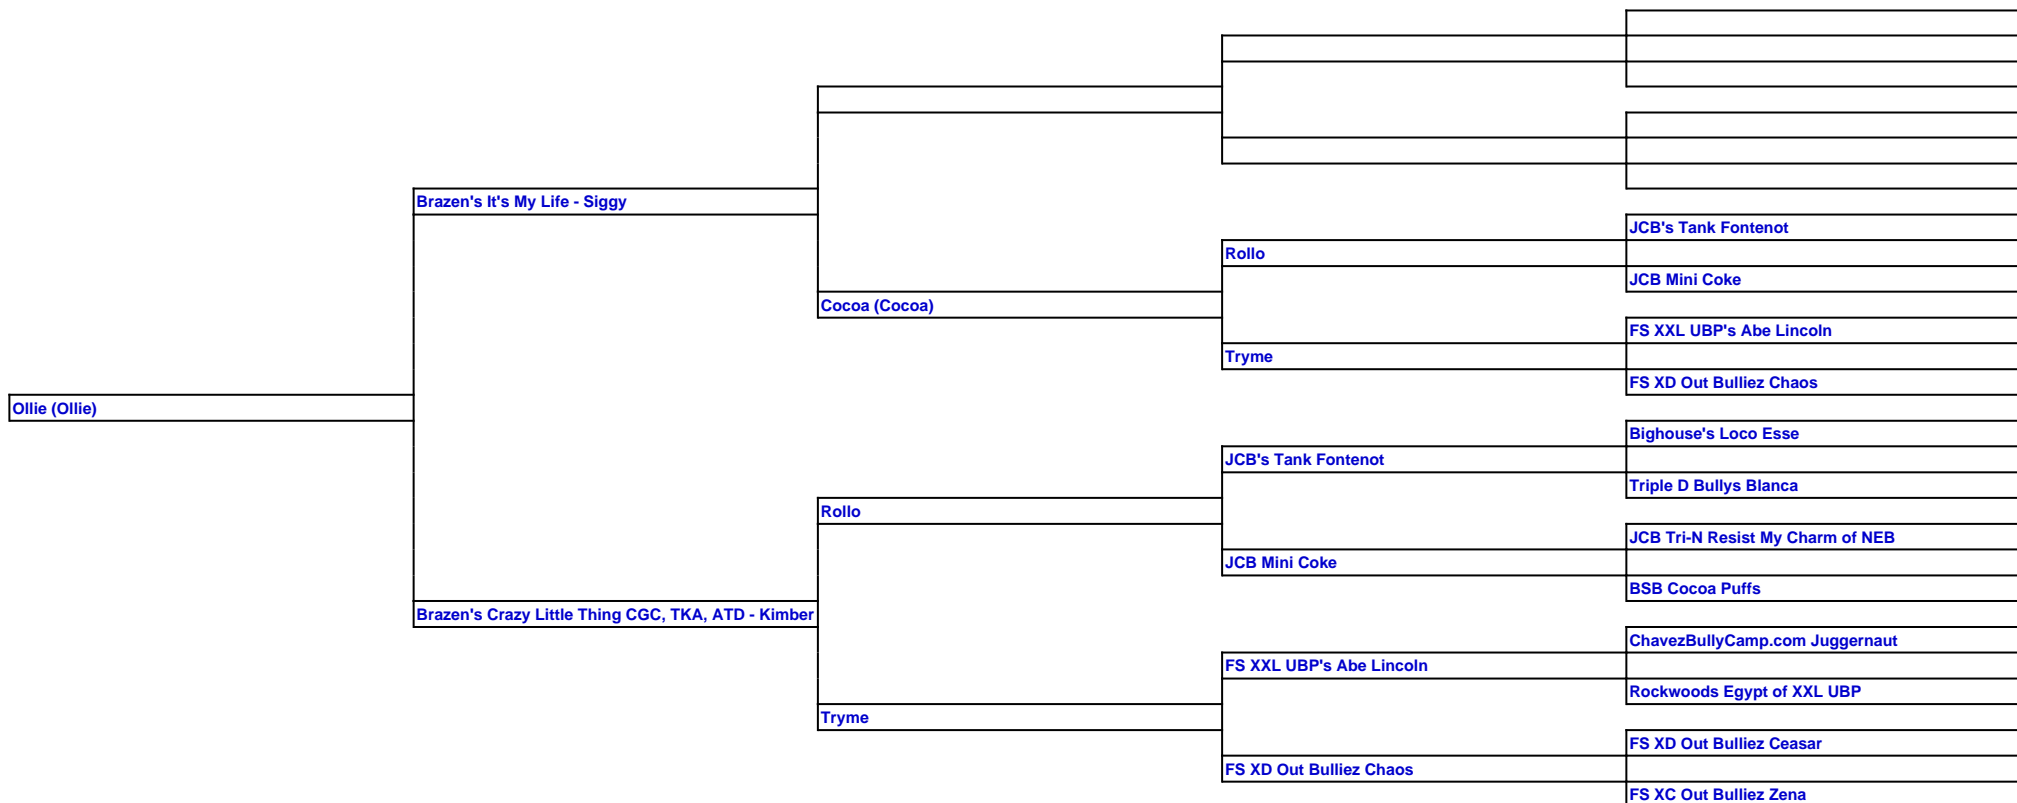 Brazen's It's My Life - Siggy
JCB's Tank Fontenot
Rollo
JCB Mini Coke
Cocoa (Cocoa)
FS XXL UBP's Abe Lincoln
Tryme
FS XD Out Bulliez Chaos
Ollie (Ollie)
Bighouse's Loco Esse
JCB's Tank Fontenot
Triple D Bullys Blanca
Rollo
JCB Tri-N Resist My Charm of NEB
JCB Mini Coke
BSB Cocoa Puffs
Brazen's Crazy Little Thing CGC, TKA, ATD - Kimber
ChavezBullyCamp.com Juggernaut
FS XXL UBP's Abe Lincoln
Rockwoods Egypt of XXL UBP
Tryme
FS XD Out Bulliez Ceasar
FS XD Out Bulliez Chaos
FS XC Out Bulliez Zena